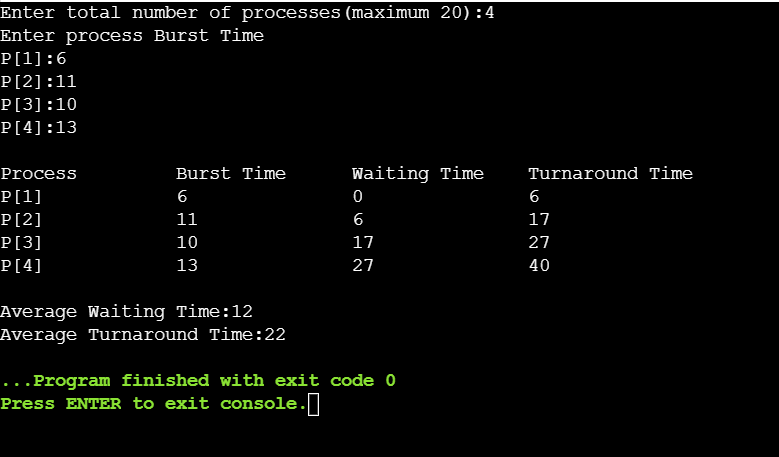 Enter total number of processes(maximum 20):4
Enter process Burst Time
P[1]:6
P[2]:11
P[3]:10
P[4]:13
Process Burst Time Waiting Time Turnaround Time
P[1] 6 0 6
P[2] 11 6 17
P[3] 10 17 27
P[4] 13 27 40
Average Waiting Time:12
Average Turnaround Time:22
...Program finished with exit code 0
Press ENTER to exit console.